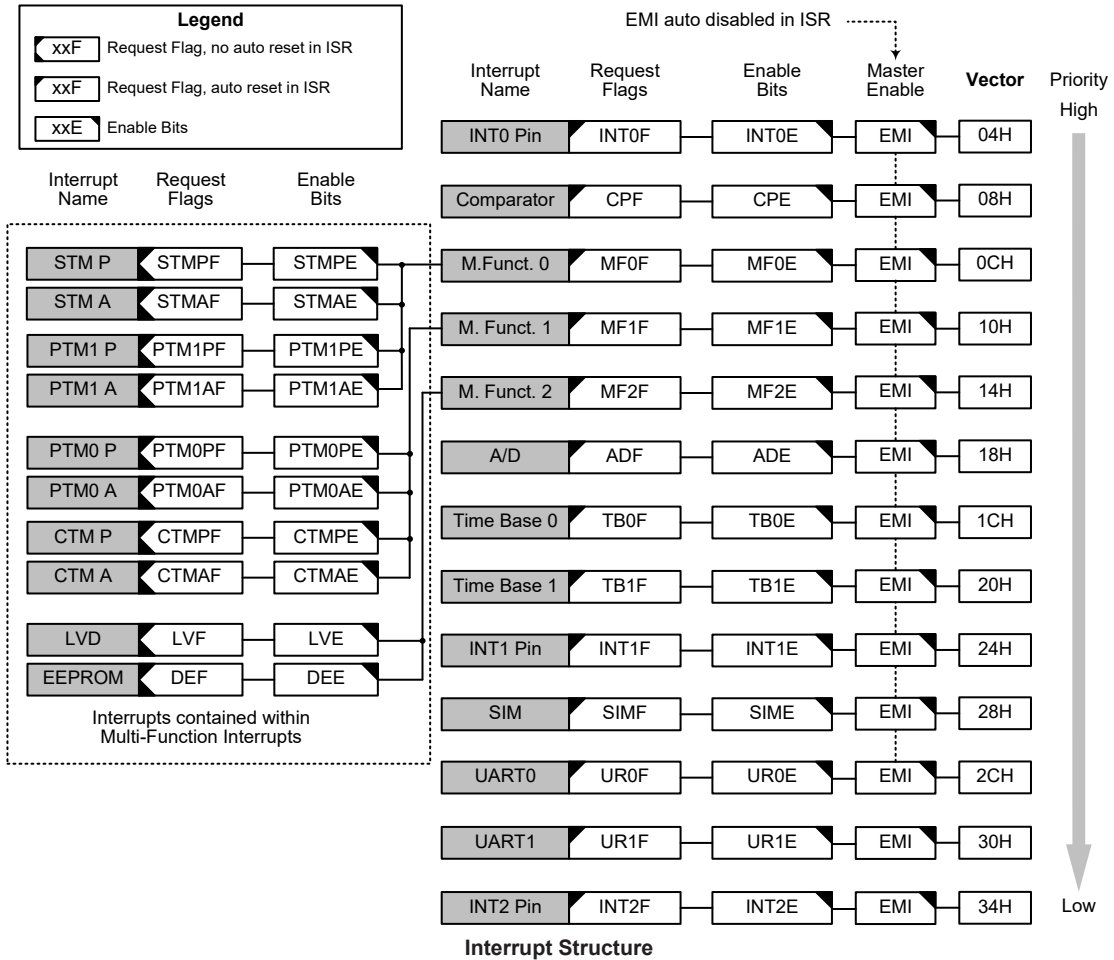 Legend
xxF Request Flag, no auto reset in ISR
xxF Request Flag, auto reset in ISR
xxE Enable Bits
EMI auto disabled in ISR
Interrupt Name Request Flags Enable Bits Master Enable Vector Priority
High
INT0 Pin INT0F INT0E EMI 04H
Comparator CPF CPE EMI 08H
M.Funct. 0 MF0F MF0E EMI 0CH
M. Funct. 1 MF1F MF1E EMI 10H
M. Funct. 2 MF2F MF2E EMI 14H
A/D ADF ADE EMI 18H
Time Base 0 TB0F TB0E EMI 1CH
Time Base 1 TB1F TB1E EMI 20H
INT1 Pin INT1F INT1E EMI 24H
SIM SIMF SIME EMI 28H
UART0 UR0F UR0E EMI 2CH
UART1 UR1F UR1E EMI 30H
INT2 Pin INT2F INT2E EMI 34H
Low
Interrupt Name Request Flags Enable Bits
STM P STMPF STMPE
STM A STMAF STMAE
PTM1 P PTM1PF PTM1PE
PTM1 A PTM1AF PTM1AE
PTM0 P PTM0PF PTM0PE
PTM0 A PTM0AF PTM0AE
CTM P CTMPF CTMPE
CTM A CTMAF CTMAE
LVD LVF LVE
EEPROM DEF DEE
Interrupts contained within
Multi-Function Interrupts
Interrupt Structure